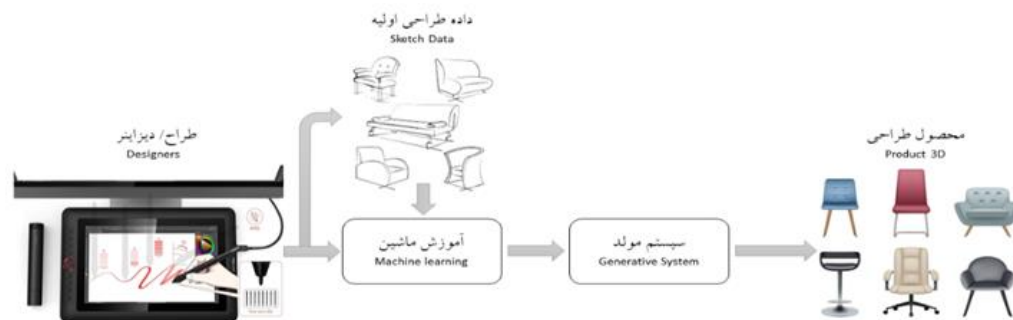 داده طراحی اولیه
Sketch Data
طراح/ دیزاینر
Designers
محصول طراحی
Product 3D
آموزش ماشین
Machine learning
سیستم مولد
Generative System